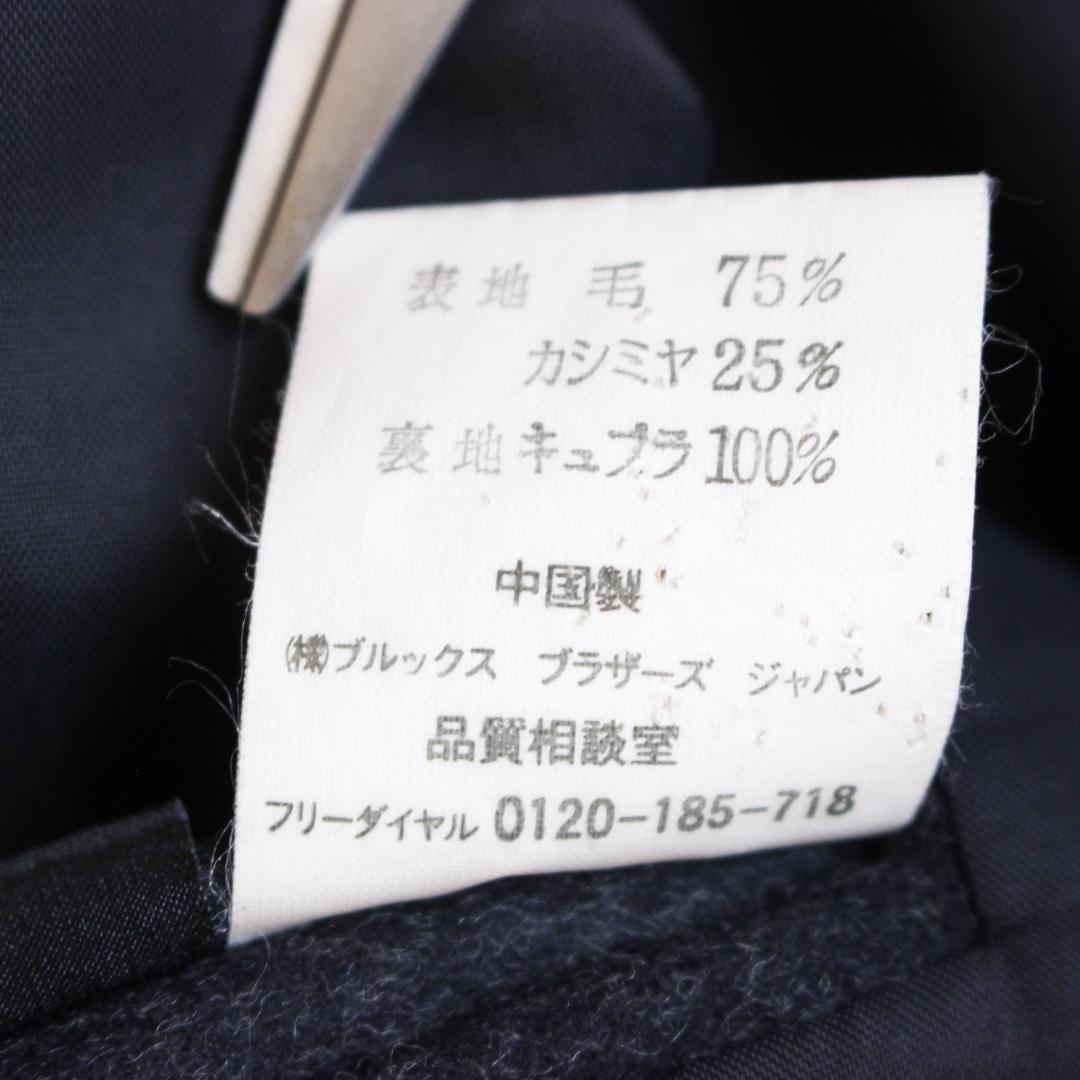 表地 毛 75%
カシミヤ 25%
裏地 キュプラ 100%
中国製
㈱ブルックス ブラザーズ ジャパン
品質相談室
フリーダイヤル 0120-185-718